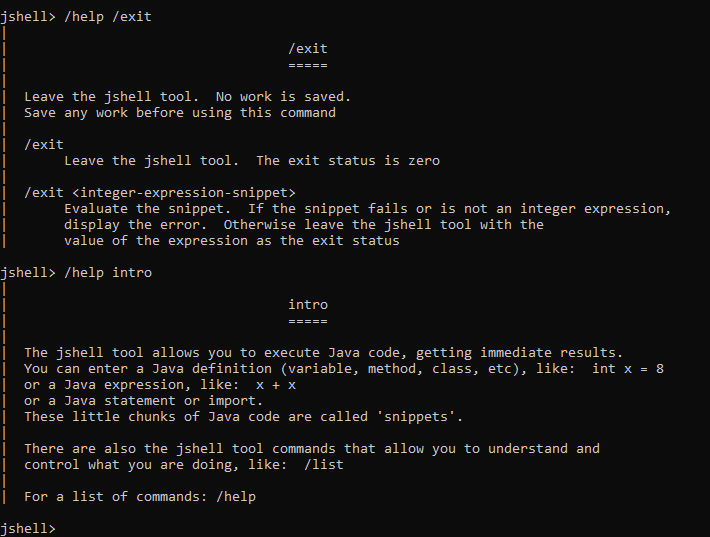 jshell> /help /exit
|
|                                   /exit
|                                   =====
|
|  Leave the jshell tool.  No work is saved.
|  Save any work before using this command
|
|  /exit
|       Leave the jshell tool.  The exit status is zero
|
|  /exit <integer-expression-snippet>
|       Evaluate the snippet.  If the snippet fails or is not an integer expression,
|       display the error.  Otherwise leave the jshell tool with the
|       value of the expression as the exit status

jshell> /help intro
|
|                                   intro
|                                   =====
|
|  The jshell tool allows you to execute Java code, getting immediate results.
|  You can enter a Java definition (variable, method, class, etc), like:  int x = 8
|  or a Java expression, like:  x + x
|  or a Java statement or import.
|  These little chunks of Java code are called 'snippets'.
|
|  There are also the jshell tool commands that allow you to understand and
|  control what you are doing, like:  /list
|
|  For a list of commands: /help

jshell>